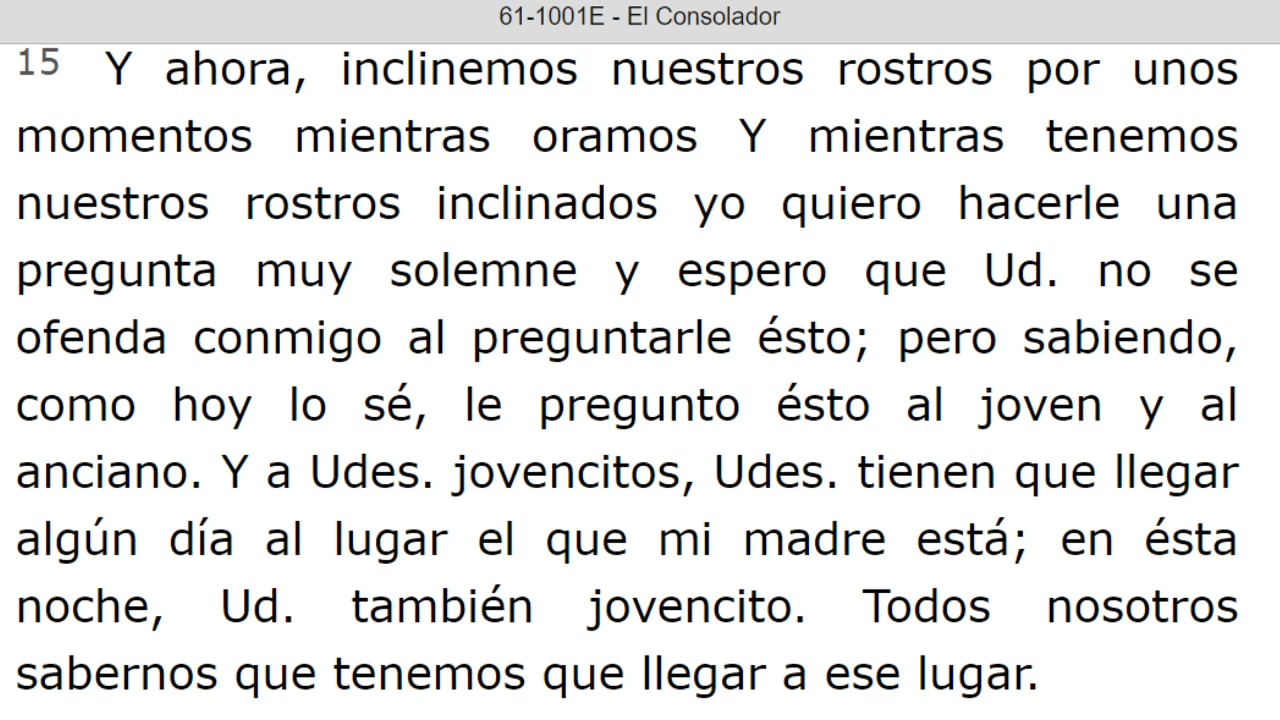 61-1001E - El Consolador
15 Y ahora, inclinemos nuestros rostros por unos
momentos mientras oramos Y mientras tenemos
nuestros rostros inclinados yo quiero hacerle una
pregunta muy solemne y espero que Ud. no se
ofenda conmigo al preguntarle ésto; pero sabiendo,
como hoy lo sé, le pregunto ésto al joven y al
anciano. Y a Udes. jovencitos, Udes. tienen que llegar
algún día al lugar el que mi madre está; en ésta
noche, Ud. también jovencito. Todos nosotros
sabernos que tenemos que llegar a ese lugar.